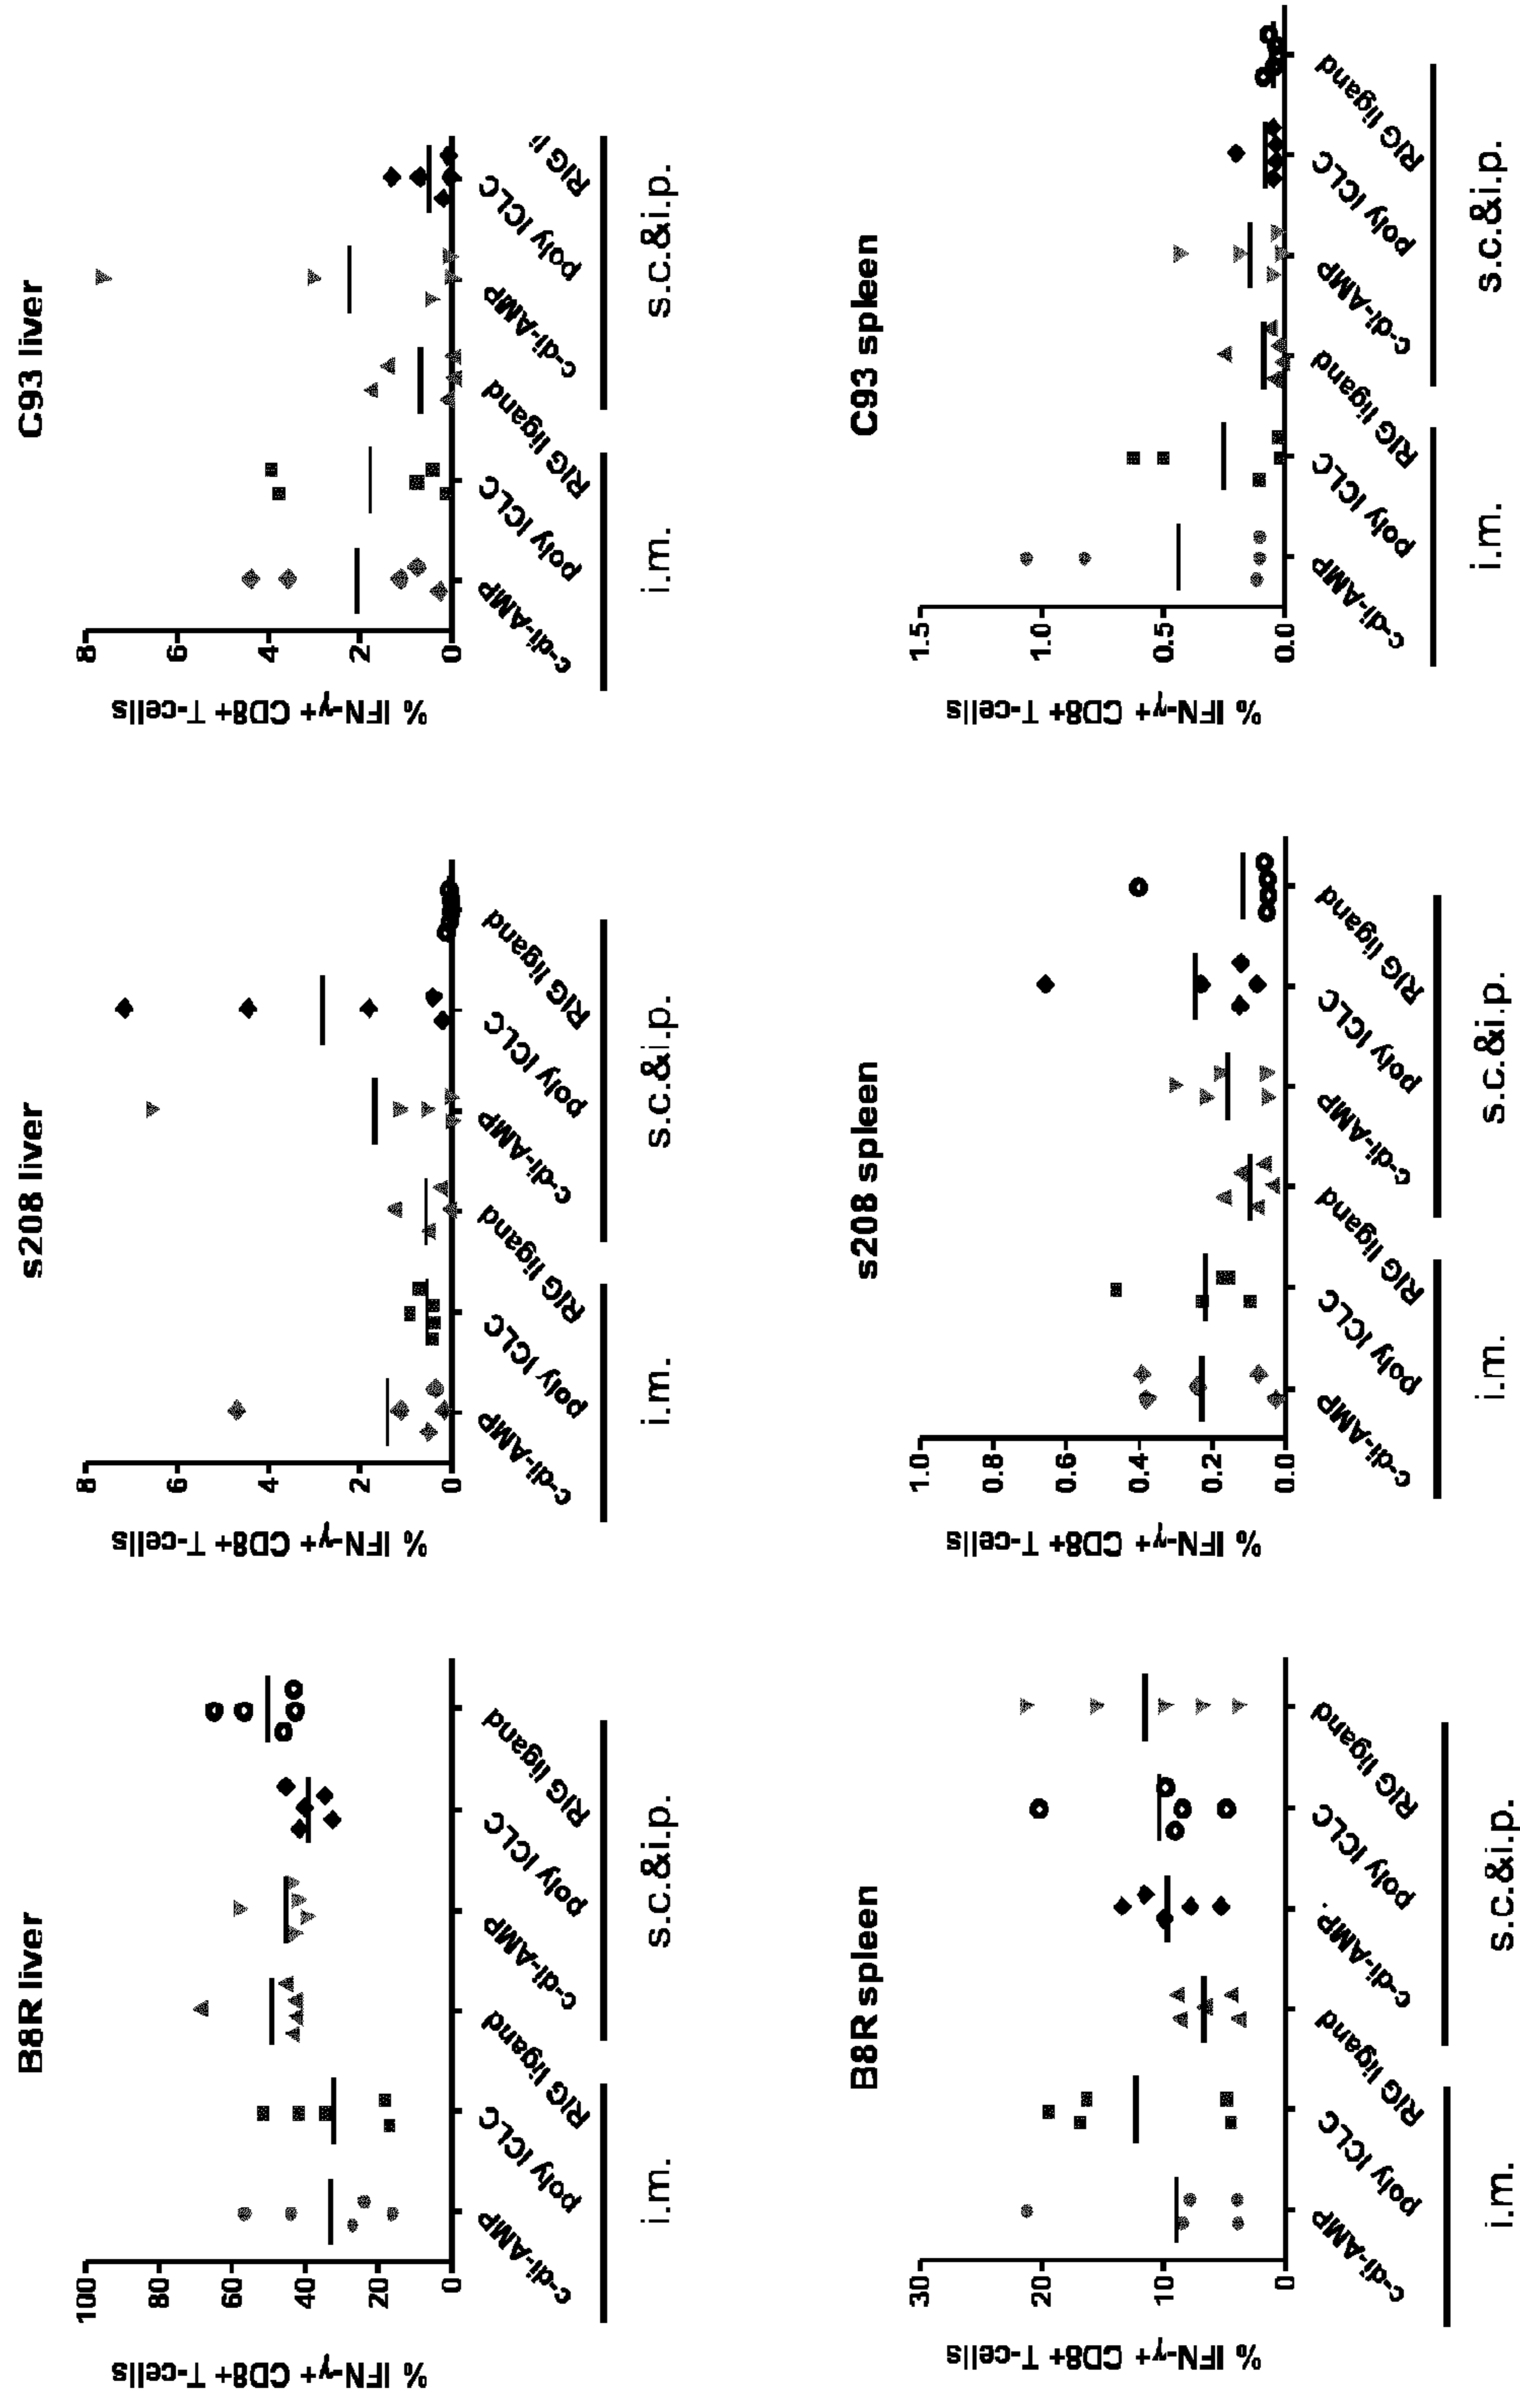 B8R liver
% IFN-γ+ CD8+ T-cells
100
80
60
40
20
0
c-di-AMP
poly ICLC
RIG ligand
c-di-AMP
poly ICLC
RIG ligand
i.m.
s.c.&i.p.
s208 liver
% IFN-γ+ CD8+ T-cells
8
6
4
2
0
c-di-AMP
poly ICLC
RIG ligand
c-di-AMP
poly ICLC
RIG ligand
i.m.
s.c.&i.p.
C93 liver
% IFN-γ+ CD8+ T-cells
8
6
4
2
0
c-di-AMP
poly ICLC
RIG ligand
c-di-AMP
poly ICLC
RIG li
i.m.
s.c.&i.p.
B8R spleen
% IFN-γ+ CD8+ T-cells
30
20
10
0
c-di-AMP
poly ICLC
RIG ligand
c-di-AMP
poly ICLC
RIG ligand
i.m.
s.c.&i.p.
s208 spleen
% IFN-γ+ CD8+ T-cells
1.0
0.8
0.6
0.4
0.2
0.0
c-di-AMP
poly ICLC
RIG ligand
c-di-AMP
poly ICLC
RIG ligand
i.m.
s.c.&i.p.
C93 spleen
% IFN-γ+ CD8+ T-cells
1.5
1.0
0.5
0.0
c-di-AMP
poly ICLC
RIG ligand
c-di-AMP
poly ICLC
RIG ligand
i.m.
s.c.&i.p.